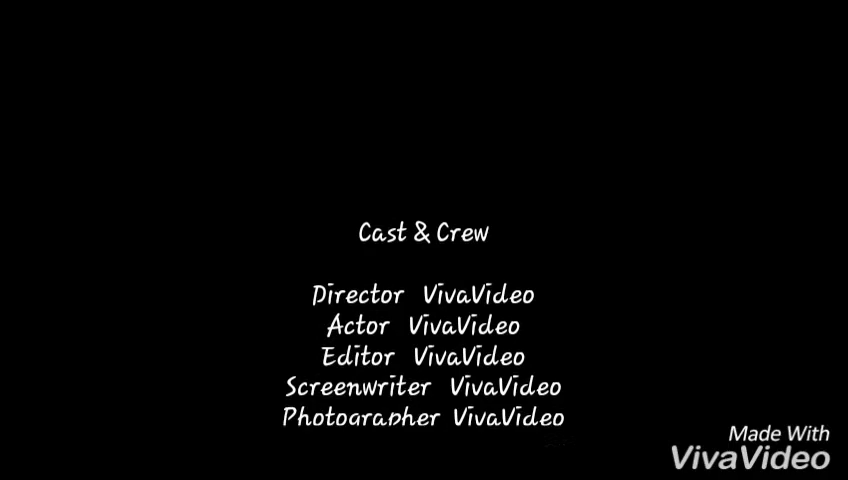 Cast & Crew
Director VivaVideo
Actor VivaVideo
Editor VivaVideo
Screenwriter VivaVideo
Photographer VivaVideo
Made With
VivaVideo